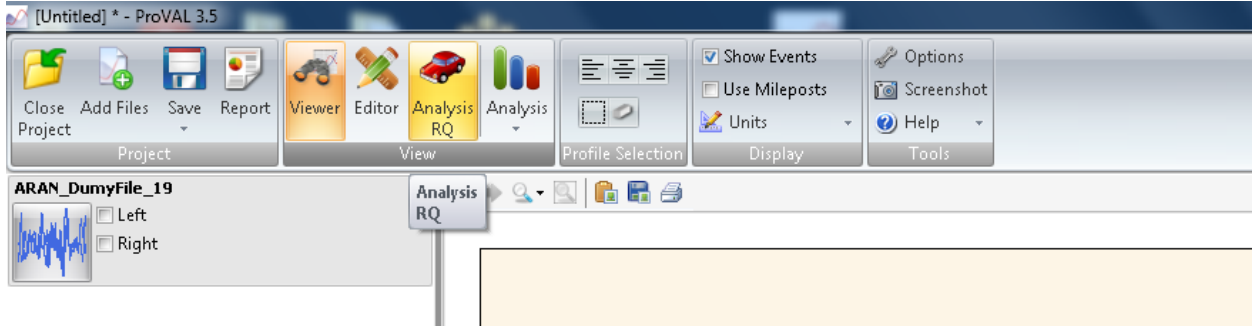 [Untitled] * - ProVAL 3.5
Close Project
Add Files
Save
Report
Viewer
Editor
Analysis RQ
Analysis
Show Events
Use Mileposts
Units
Options
Screenshot
Help
Project
View
Profile Selection
Display
Tools
ARAN_DumyFile_19
Left
Right
Analysis
RQ